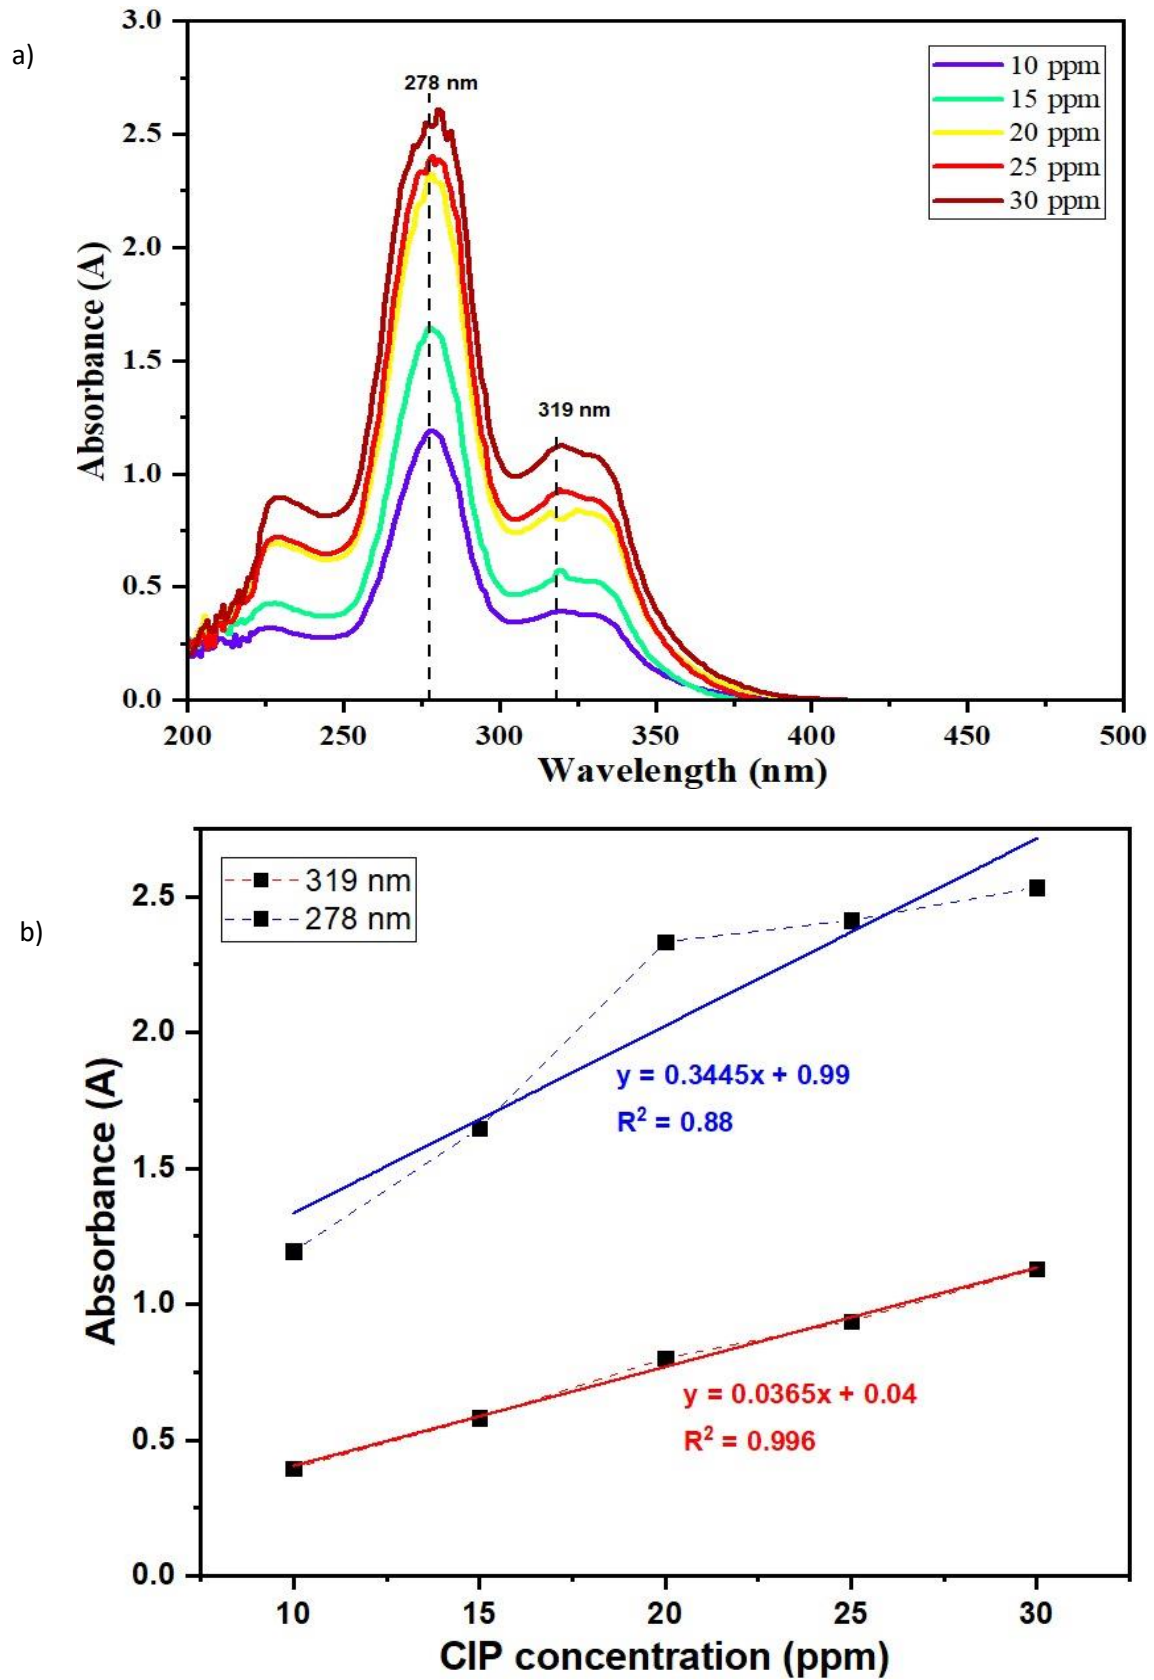 a)
3.0
2.5
2.0
1.5
1.0
0.5
0.0
Absorbance (A)
278 nm
319 nm
10 ppm
15 ppm
20 ppm
25 ppm
30 ppm
200 250 300 350 400 450 500
Wavelength (nm)
b)
2.5
2.0
1.5
1.0
0.5
0.0
Absorbance (A)
319 nm
278 nm
y = 0.3445x + 0.99
R² = 0.88
y = 0.0365x + 0.04
R² = 0.996
10 15 20 25 30
CIP concentration (ppm)